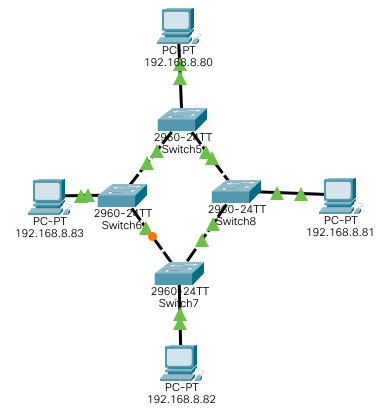 PC-PT
192.168.8.80
2960-24TT
Switch5
2960-24TT
Switch6
2960-24TT
Switch8
PC-PT
192.168.8.83
PC-PT
192.168.8.81
2960-24TT
Switch7
PC-PT
192.168.8.82